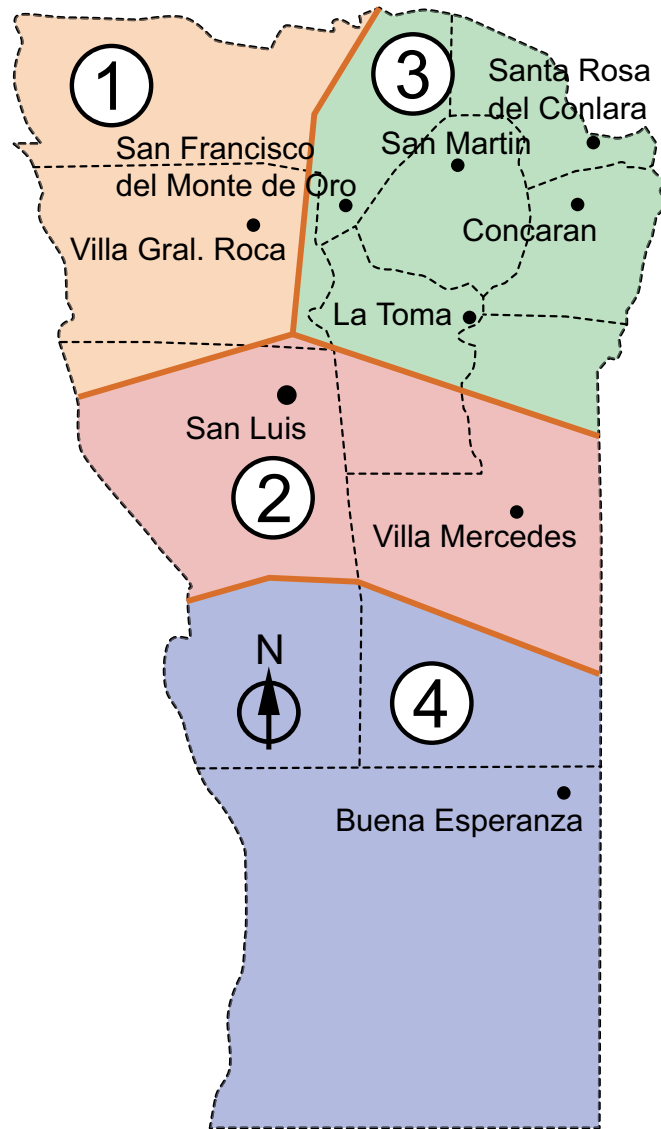 1
3
Santa Rosa
del Conlara
San Francisco
del Monte de Oro
San Martin
Villa Gral. Roca
Concaran
La Toma
San Luis
2
Villa Mercedes
N
4
Buena Esperanza